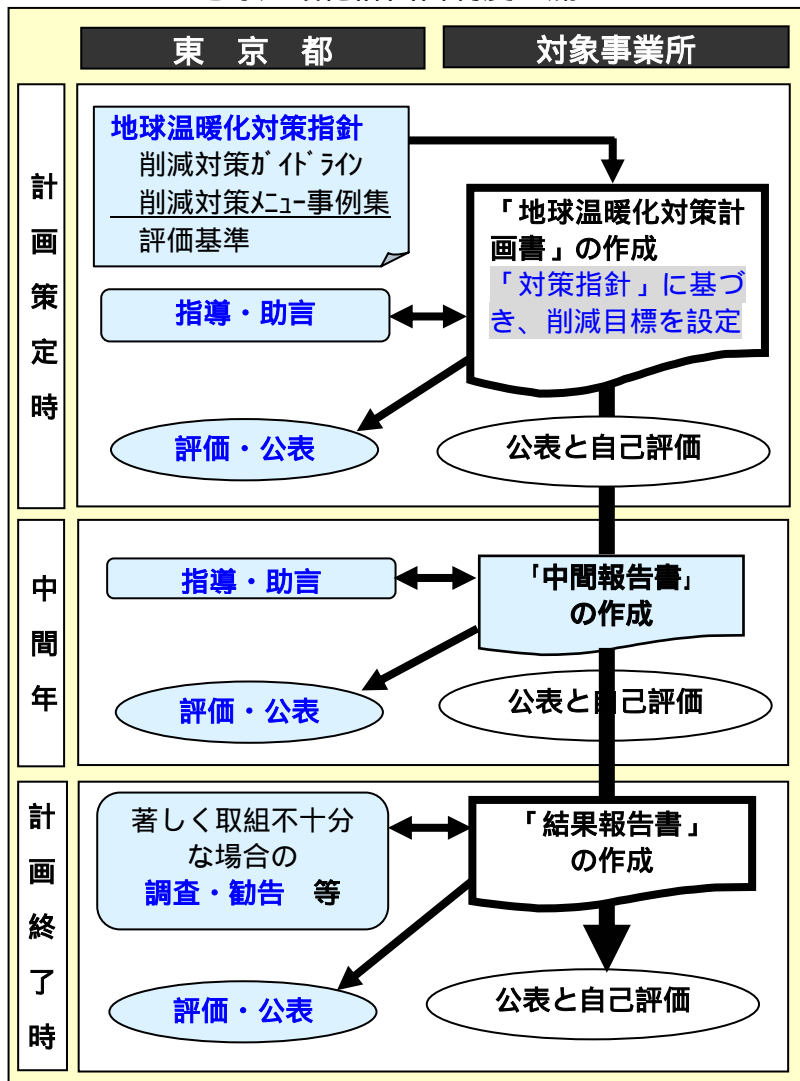 東 京 都
対象事業所
計画策定時
地球温暖化対策指針
削減対策ガイドライン
削減対策メニュー事例集
評価基準
「地球温暖化対策計
画書」の作成
「対策指針」に基づ
き、削減目標を設定
指導・助言
評価・公表
公表と自己評価
中間年
指導・助言
「中間報告書」
の作成
評価・公表
公表と自己評価
計画終了時
著しく取組不十分
な場合の
調査・勧告 等
「結果報告書」
の作成
評価・公表
公表と自己評価